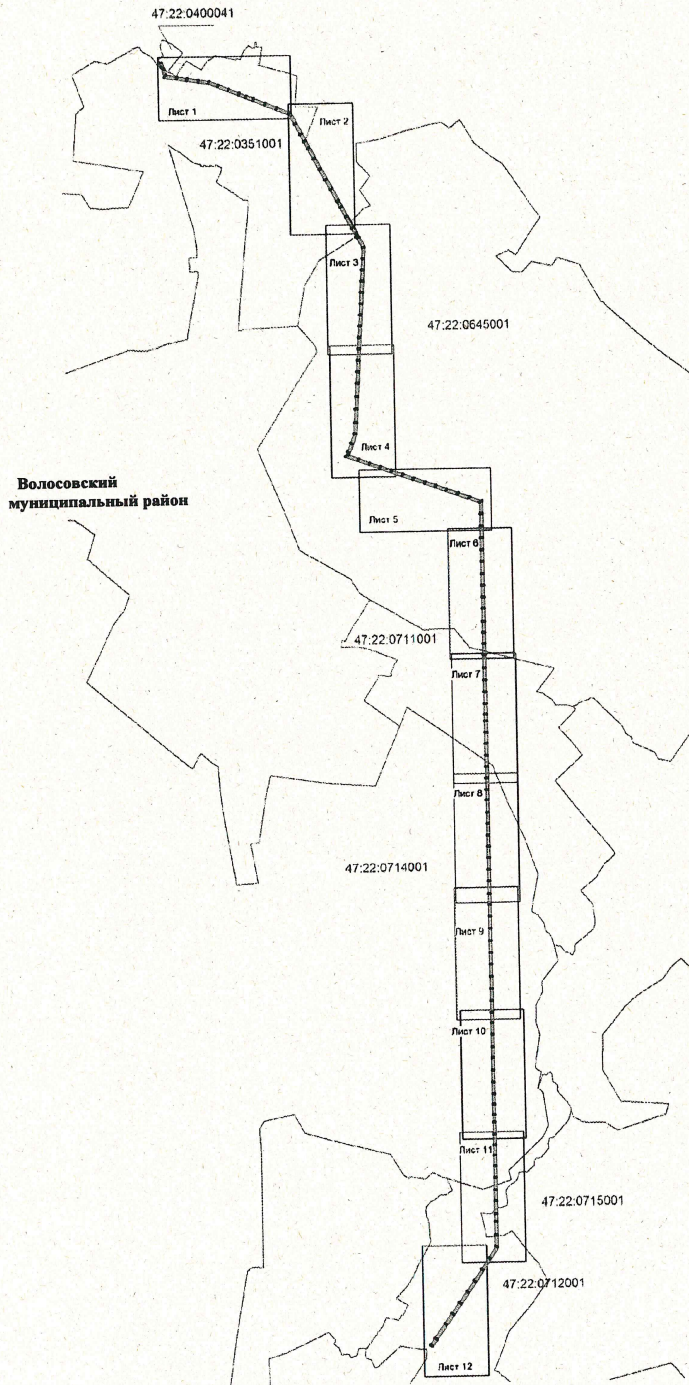 47:22:0400041
Лист 1
Лист 2
47:22:0351001
Лист 3
47:22:0645001
Лист 4
Волосовский
муниципальный район
Лист 5
Лист 6
47:22:0711001
Лист 7
Лист 8
47:22:0714001
Лист 9
Лист 10
Лист 11
47:22:0715001
47:22:0712001
Лист 12